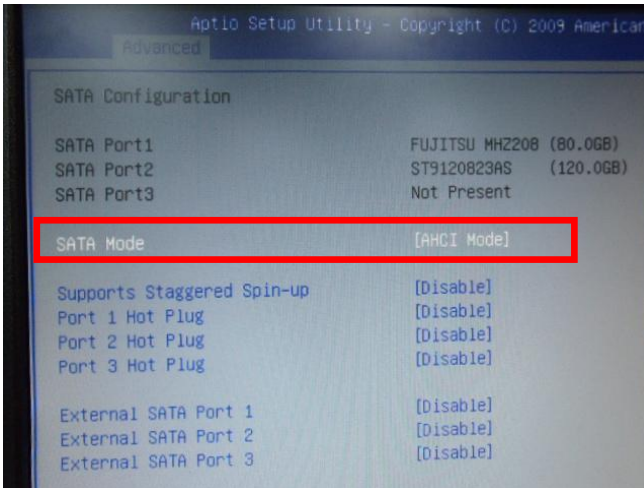 Aptio Setup Utility - Copyright (C) 2009 American
Advanced
SATA Configuration
SATA Port1 FUJITSU MHZ208 (80.0GB)
SATA Port2 ST9120823AS (120.0GB)
SATA Port3 Not Present
SATA Mode [AHCI Mode]
Supports Staggered Spin-up [Disable]
Port 1 Hot Plug [Disable]
Port 2 Hot Plug [Disable]
Port 3 Hot Plug [Disable]
External SATA Port 1 [Disable]
External SATA Port 2 [Disable]
External SATA Port 3 [Disable]